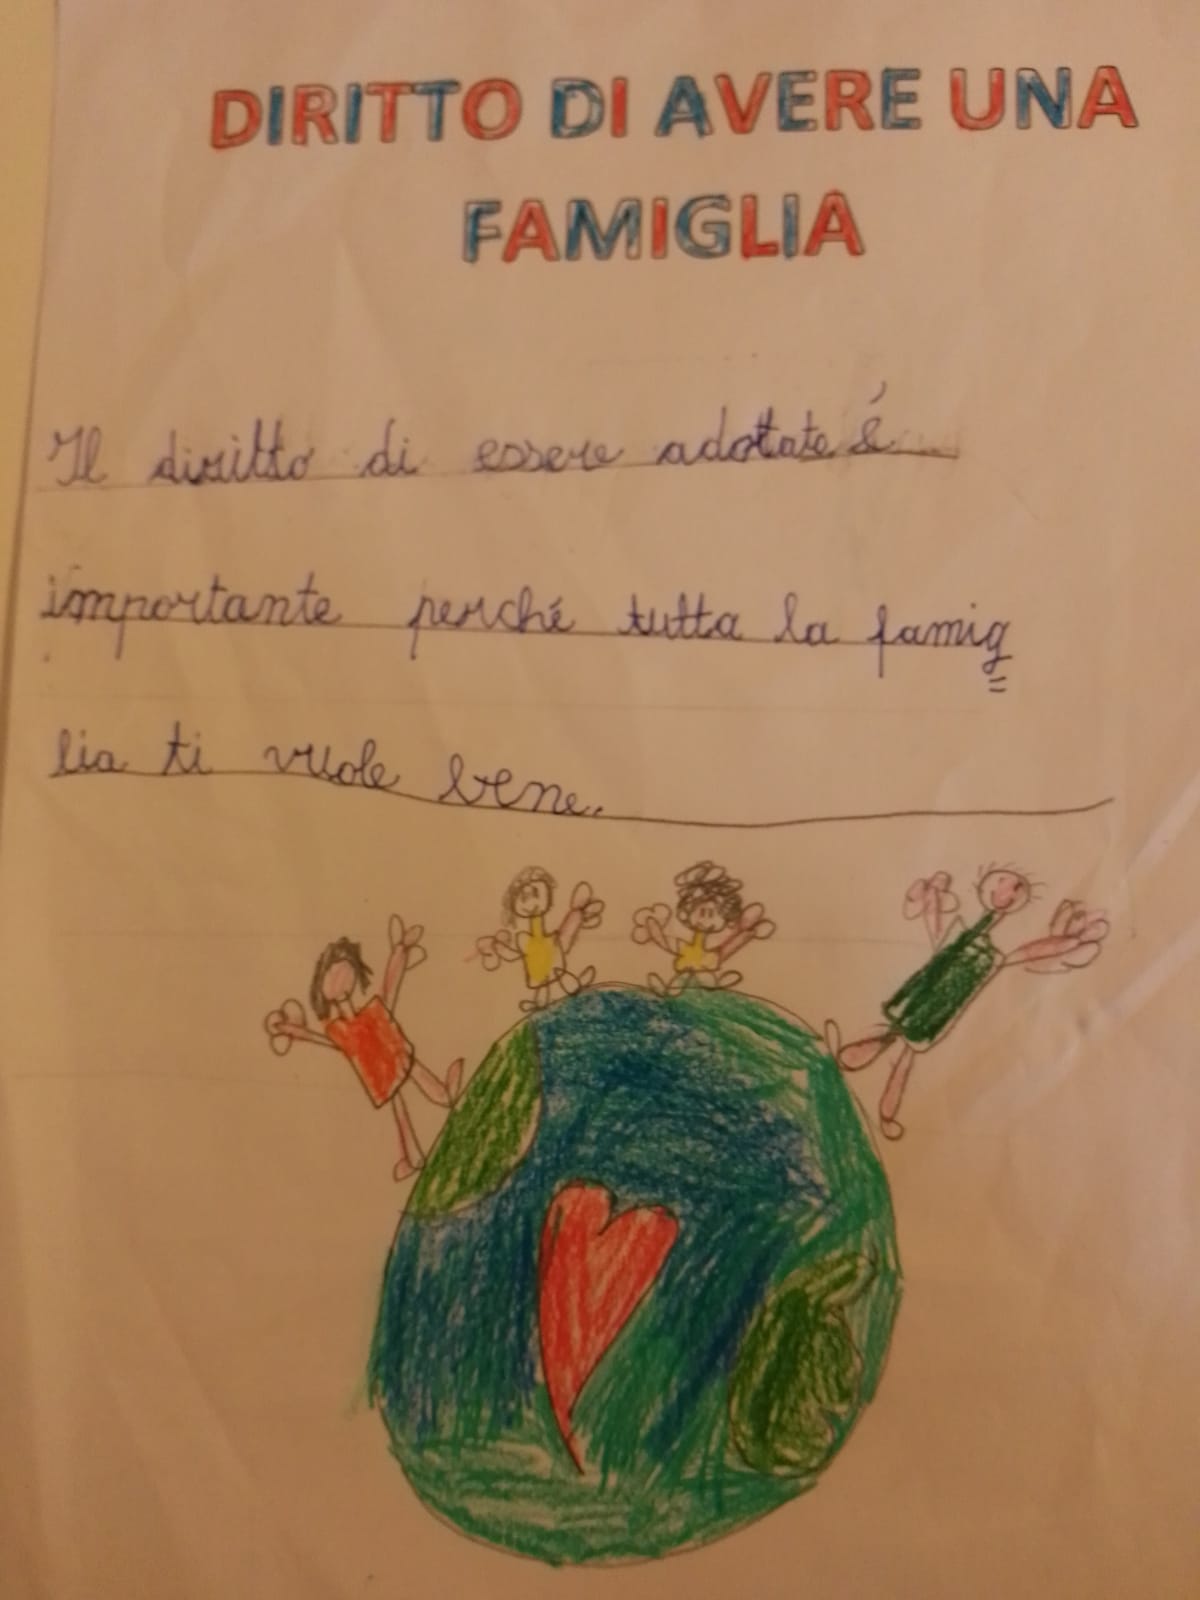 DIRITTO DI AVERE UNA
FAMIGLIA
Il diritto di essere adottate é
importante perché tutta la famig=
lia ti vuole bene.